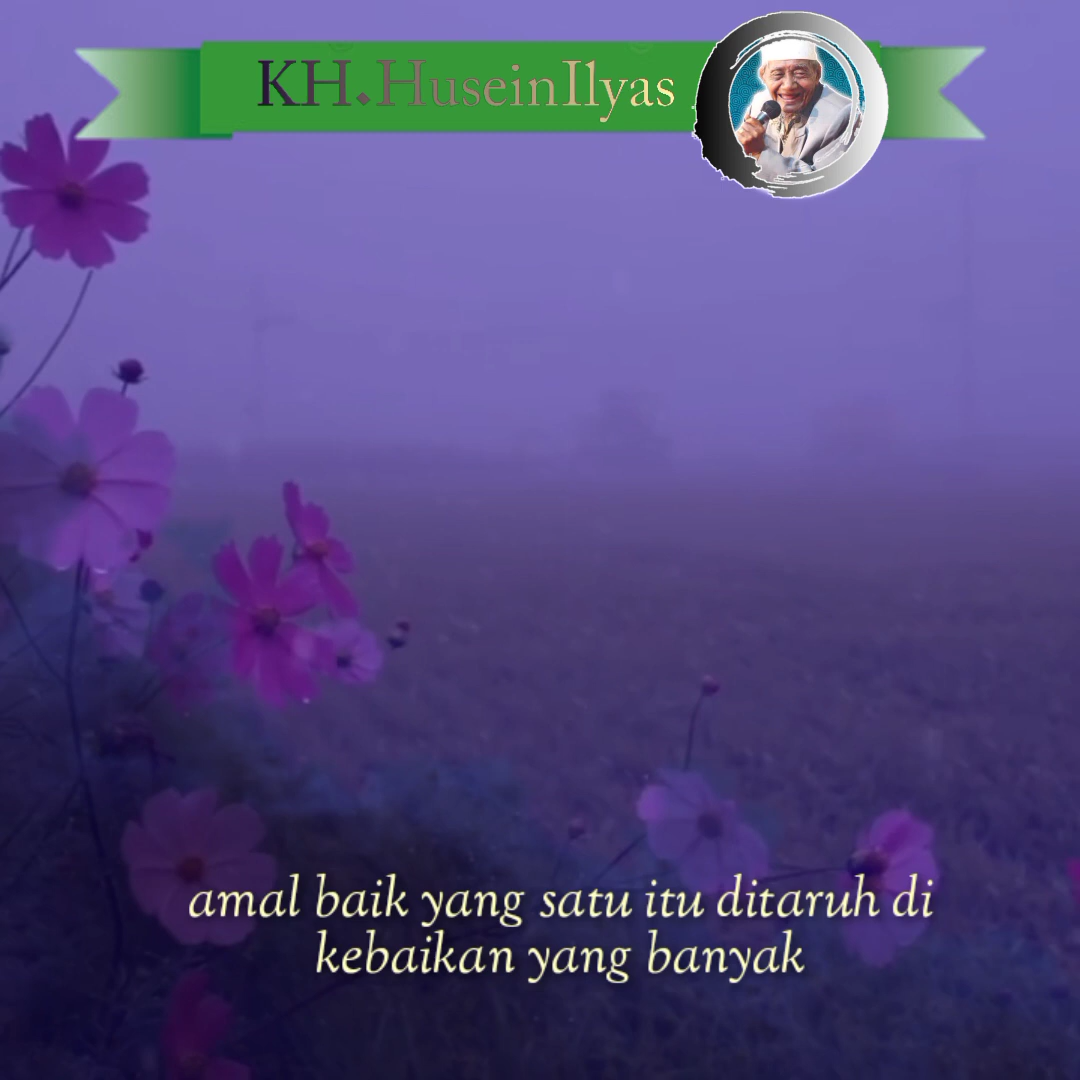 KH.HuseinIlyas
amal baik yang satu itu ditaruh di
kebaikan yang banyak